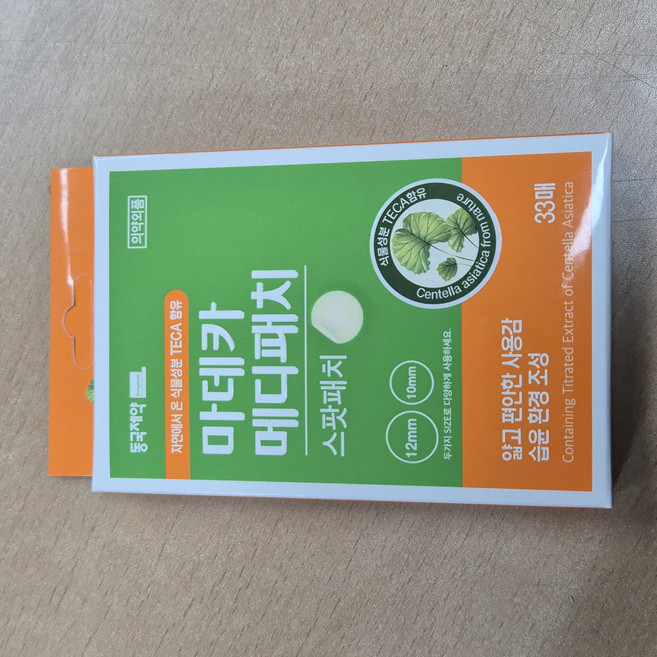 동국제약
의약외품
자연에서 온 식물성분 TECA 함유
마데카
메디패치
스팟패치
12mm
10mm
두가지 SIZE로 다양하게 사용하세요.
식물성분 TECA함유
Centella asiatica from nature
얇고 편안한 사용감
습윤 환경 조성
33매
Containing Titrated Extract of Centella Asiatica